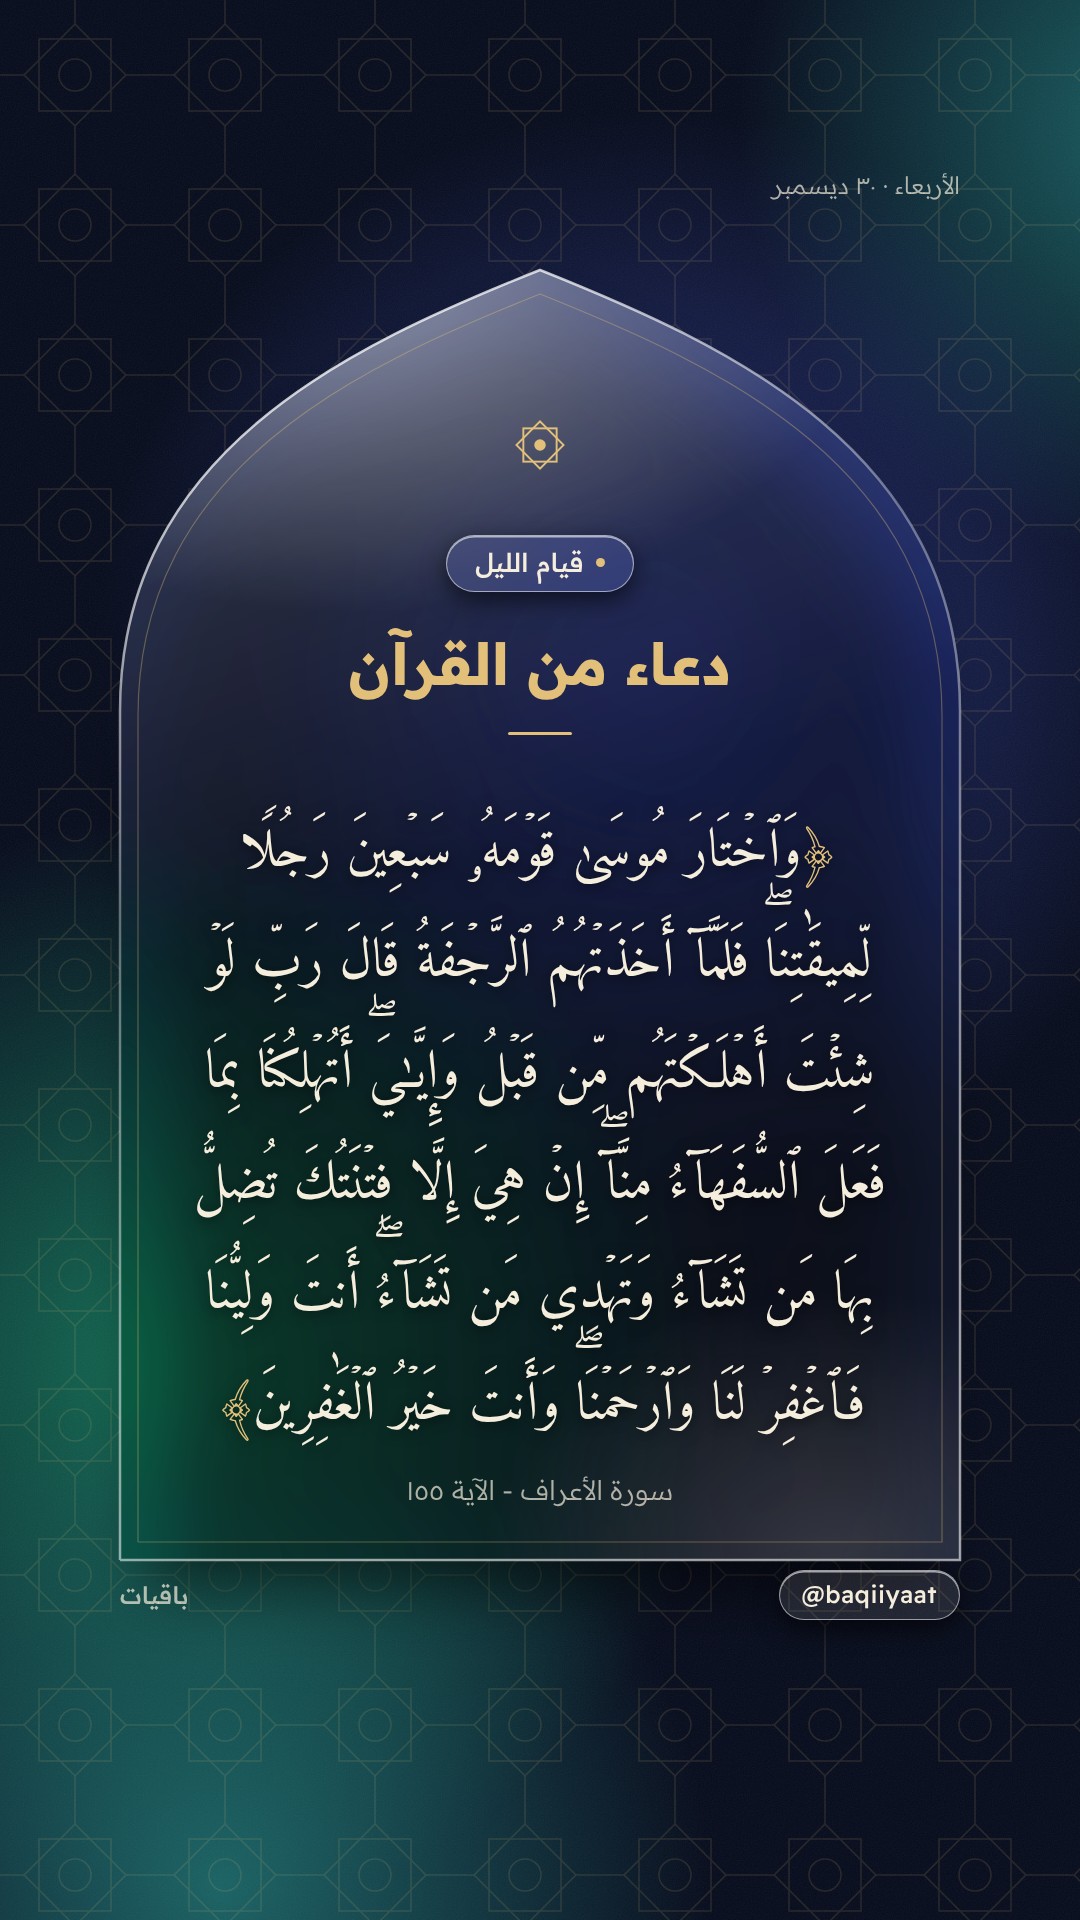 الأربعاء · ٣٠ ديسمبر
قيام الليل
دعاء من القرآن
﴿وَٱخۡتَارَ مُوسَىٰ قَوۡمَهُۥ سَبۡعِينَ رَجُلٗا
لِّمِيقَٰتِنَاۖ فَلَمَّآ أَخَذَتۡهُمُ ٱلرَّجۡفَةُ قَالَ رَبِّ لَوۡ
شِئۡتَ أَهۡلَكۡتَهُم مِّن قَبۡلُ وَإِيَّٰيَۖ أَتُهۡلِكُنَا بِمَا
فَعَلَ ٱلسُّفَهَآءُ مِنَّآۖ إِنۡ هِيَ إِلَّا فِتۡنَتُكَ تُضِلُّ
بِهَا مَن تَشَآءُ وَتَهۡدِي مَن تَشَآءُۖ أَنتَ وَلِيُّنَا
فَٱغۡفِرۡ لَنَا وَٱرۡحَمۡنَاۖ وَأَنتَ خَيۡرُ ٱلۡغَٰفِرِينَ﴾
سورة الأعراف - الآية ١٥٥
@baqiiyaat
باقيات